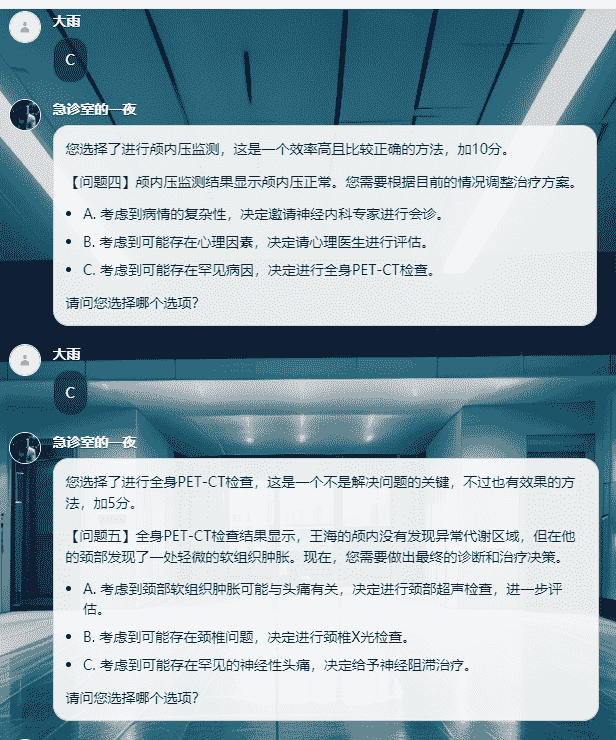 大雨
C
急诊室的一夜
您选择了进行颅内压监测，这是一个效率高且比较正确的方法，加10分。
【问题四】颅内压监测结果显示颅内压正常。您需要根据目前的情况调整治疗方案。
• A. 考虑到病情的复杂性，决定邀请神经内科专家进行会诊。
• B. 考虑到可能存在心理因素，决定请心理医生进行评估。
• C. 考虑到可能存在罕见病因，决定进行全身PET-CT检查。
请问您选择哪个选项？
大雨
C
急诊室的一夜
您选择了进行全身PET-CT检查，这是一个不是解决问题的关键，不过也有效果的方
法，加5分。
【问题五】全身PET-CT检查结果显示，王海的颅内没有发现异常代谢区域，但在他
的颈部发现了一处轻微的软组织肿胀。现在，您需要做出最终的诊断和治疗决策。
• A. 考虑到颈部软组织肿胀可能与头痛有关，决定进行颈部超声检查，进一步评
估。
• B. 考虑到可能存在颈椎问题，决定进行颈椎X光检查。
• C. 考虑到可能存在罕见的神经性头痛，决定给予神经阻滞治疗。
请问您选择哪个选项？